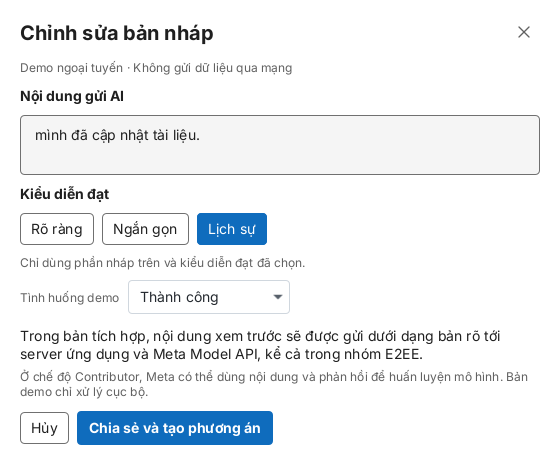 Chỉnh sửa bản nháp
Demo ngoại tuyến · Không gửi dữ liệu qua mạng
Nội dung gửi AI
mình đã cập nhật tài liệu.
Kiểu diễn đạt
Rõ ràng
Ngắn gọn
Lịch sự
Chỉ dùng phần nháp trên và kiểu diễn đạt đã chọn.
Tình huống demo
Thành công
Trong bản tích hợp, nội dung xem trước sẽ được gửi dưới dạng bản rõ tới
server ứng dụng và Meta Model API, kể cả trong nhóm E2EE.
Ở chế độ Contributor, Meta có thể dùng nội dung và phản hồi để huấn luyện mô hình. Bản
demo chỉ xử lý cục bộ.
Hủy
Chia sẻ và tạo phương án